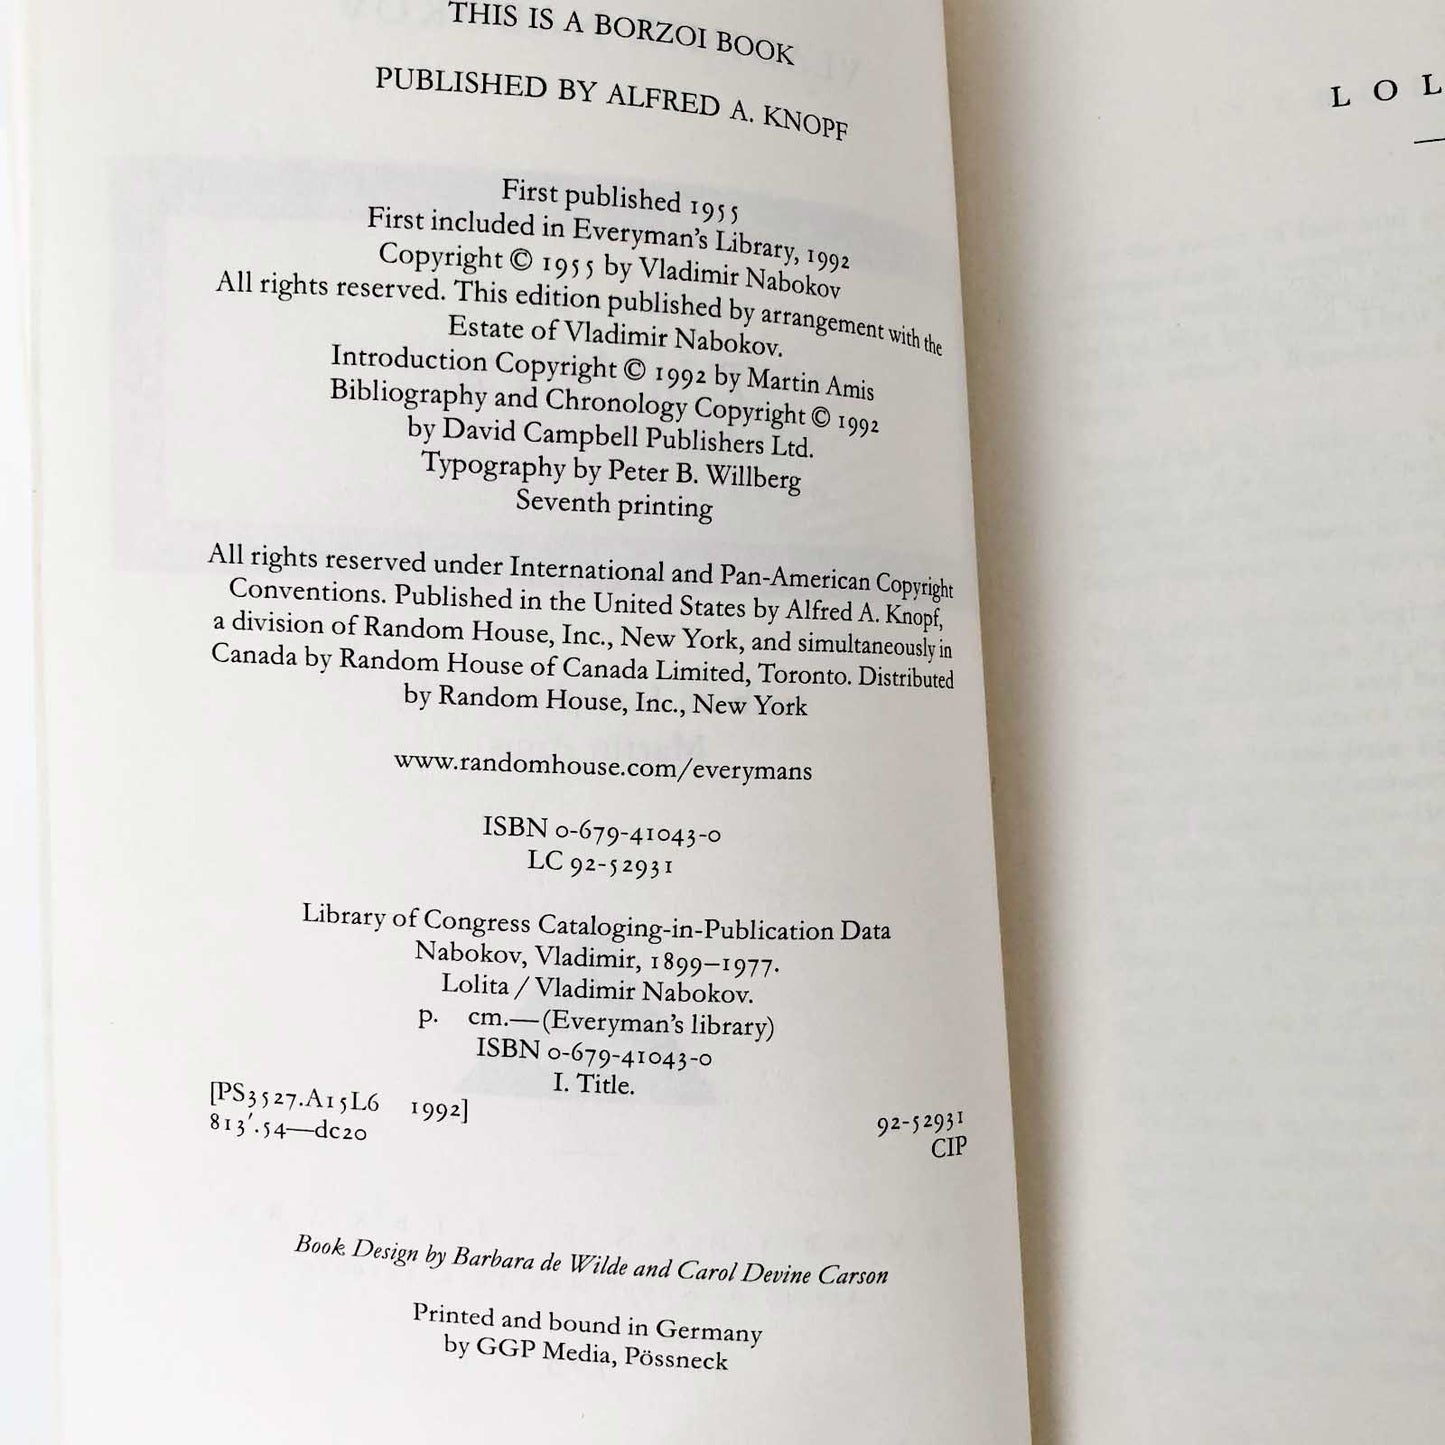 THIS IS A BORZOI BOOK
PUBLISHED BY ALFRED A. KNOPF
First published 1955
First included in Everyman's Library, 1992
Copyright © 1955 by Vladimir Nabokov
All rights reserved. This edition published by arrangement with the
Estate of Vladimir Nabokov.
Introduction Copyright © 1992 by Martin Amis
Bibliography and Chronology Copyright © 1992
by David Campbell Publishers Ltd.
Typography by Peter B. Willberg
Seventh printing
All rights reserved under International and Pan-American Copyright
Conventions. Published in the United States by Alfred A. Knopf,
a division of Random House, Inc., New York, and simultaneously in
Canada by Random House of Canada Limited, Toronto. Distributed
by Random House, Inc., New York
www.randomhouse.com/everymans
ISBN 0-679-41043-0
LC 92-52931
Library of Congress Cataloging-in-Publication Data
Nabokov, Vladimir, 1899–1977.
Lolita / Vladimir Nabokov.
p. cm.—(Everyman's library)
ISBN 0-679-41043-0
I. Title.
[PS3527.A15L6 1992]
813′.54—dc20
92-52931
CIP
Book Design by Barbara de Wilde and Carol Devine Carson
Printed and bound in Germany
by GGP Media, Pössneck
L O L